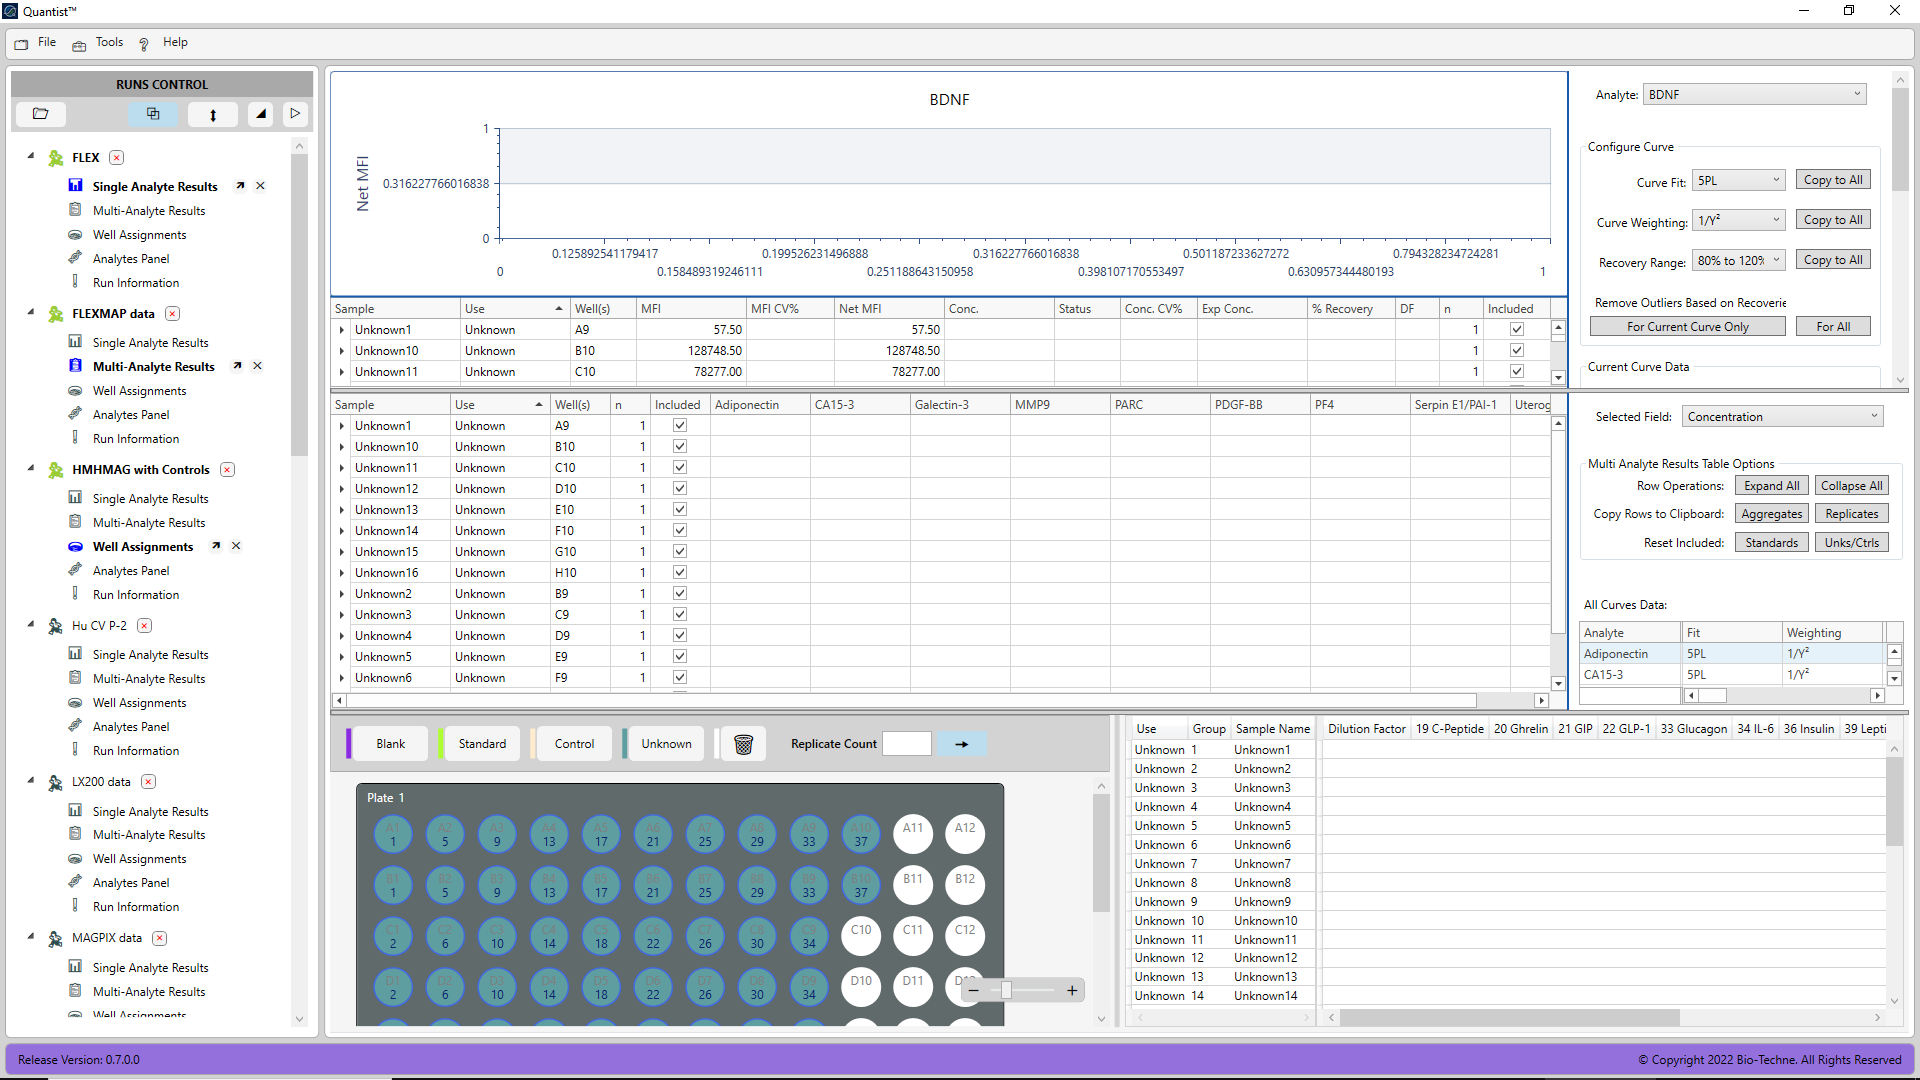 Quantist™
File Tools Help
RUNS CONTROL
FLEX
Single Analyte Results
Multi-Analyte Results
Well Assignments
Analytes Panel
Run Information
FLEXMAP data
Single Analyte Results
Multi-Analyte Results
Well Assignments
Analytes Panel
Run Information
HMHMAG with Controls
Single Analyte Results
Multi-Analyte Results
Well Assignments
Analytes Panel
Run Information
Hu CV P-2
Single Analyte Results
Multi-Analyte Results
Well Assignments
Analytes Panel
Run Information
LX200 data
Single Analyte Results
Multi-Analyte Results
Well Assignments
Analytes Panel
Run Information
MAGPIX data
Single Analyte Results
Multi-Analyte Results
Well Assignments
BDNF
Net MFI
1
0.316227766016838
0
0.125892541179417 0.199526231496888 0.316227766016838 0.501187233627272 0.794328234724281
0 0.158489319246111 0.251188643150958 0.398107170553497 0.630957344480193 1
Sample Use Well(s) MFI MFI CV% Net MFI Conc. Status Conc. CV% Exp Conc. % Recovery DF n Included
Unknown1 Unknown A9 57.50 57.50 1
Unknown10 Unknown B10 128748.50 128748.50 1
Unknown11 Unknown C10 78277.00 78277.00 1
Analyte: BDNF
Configure Curve
Curve Fit: 5PL Copy to All
Curve Weighting: 1/Y² Copy to All
Recovery Range: 80% to 120% Copy to All
Remove Outliers Based on Recoverie
For Current Curve Only For All
Current Curve Data
Sample Use Well(s) n Included Adiponectin CA15-3 Galectin-3 MMP9 PARC PDGF-BB PF4 Serpin E1/PAI-1 Uterog
Unknown1 Unknown A9 1
Unknown10 Unknown B10 1
Unknown11 Unknown C10 1
Unknown12 Unknown D10 1
Unknown13 Unknown E10 1
Unknown14 Unknown F10 1
Unknown15 Unknown G10 1
Unknown16 Unknown H10 1
Unknown2 Unknown B9 1
Unknown3 Unknown C9 1
Unknown4 Unknown D9 1
Unknown5 Unknown E9 1
Unknown6 Unknown F9 1
Selected Field: Concentration
Multi Analyte Results Table Options
Row Operations: Expand All Collapse All
Copy Rows to Clipboard: Aggregates Replicates
Reset Included: Standards Unks/Ctrls
All Curves Data:
Analyte Fit Weighting
Adiponectin 5PL 1/Y²
CA15-3 5PL 1/Y²
Blank Standard Control Unknown Replicate Count
Plate 1
A1 A2 A3 A4 A5 A6 A7 A8 A9 A10 A11 A12
1 5 9 13 17 21 25 29 33 37
B1 B2 B3 B4 B5 B6 B7 B8 B9 B10 B11 B12
1 5 9 13 17 21 25 29 33 37
C1 C2 C3 C4 C5 C6 C7 C8 C9 C10 C11 C12
2 6 10 14 18 22 26 30 34
D1 D2 D3 D4 D5 D6 D7 D8 D9 D10 D11 D12
2 6 10 14 18 22 26 30 34
Use Group Sample Name Dilution Factor 19 C-Peptide 20 Ghrelin 21 GIP 22 GLP-1 33 Glucagon 34 IL-6 36 Insulin 39 Lepti
Unknown 1 Unknown1
Unknown 2 Unknown2
Unknown 3 Unknown3
Unknown 4 Unknown4
Unknown 5 Unknown5
Unknown 6 Unknown6
Unknown 7 Unknown7
Unknown 8 Unknown8
Unknown 9 Unknown9
Unknown 10 Unknown10
Unknown 11 Unknown11
Unknown 12 Unknown12
Unknown 13 Unknown13
Unknown 14 Unknown14
Release Version: 0.7.0.0
© Copyright 2022 Bio-Techne. All Rights Reserved